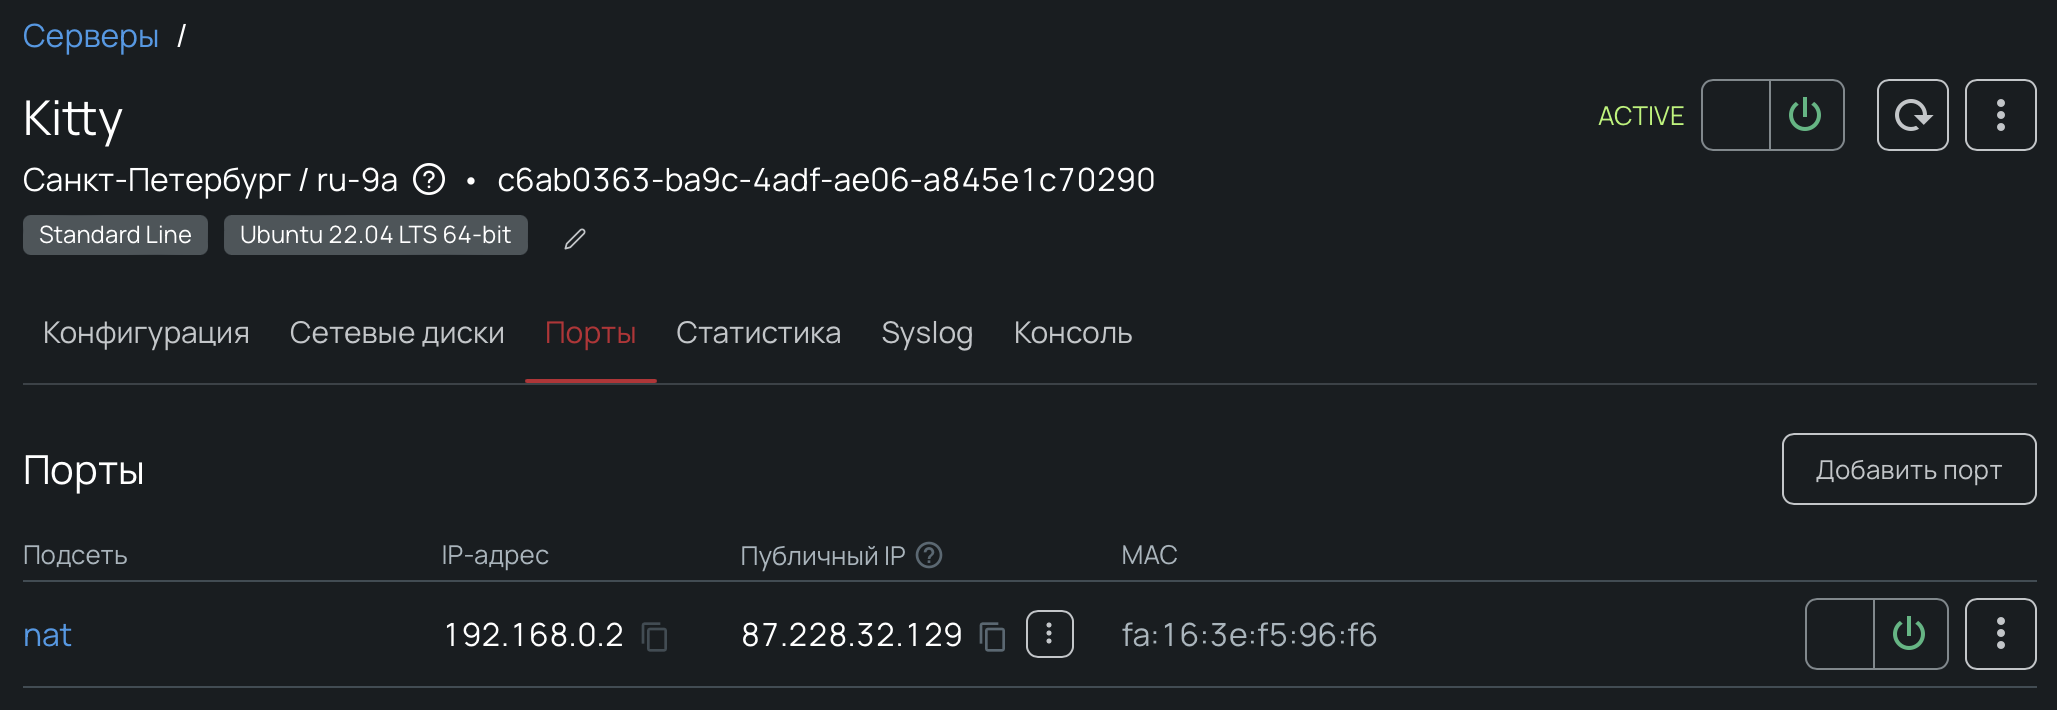 Серверы /
Kitty
ACTIVE
Санкт-Петербург / ru-9a ? • c6ab0363-ba9c-4adf-ae06-a845e1c70290
Standard Line Ubuntu 22.04 LTS 64-bit
Конфигурация Сетевые диски Порты Статистика Syslog Консоль
Порты
Добавить порт
Подсеть IP-адрес Публичный IP ? MAC
nat 192.168.0.2 87.228.32.129 fa:16:3e:f5:96:f6